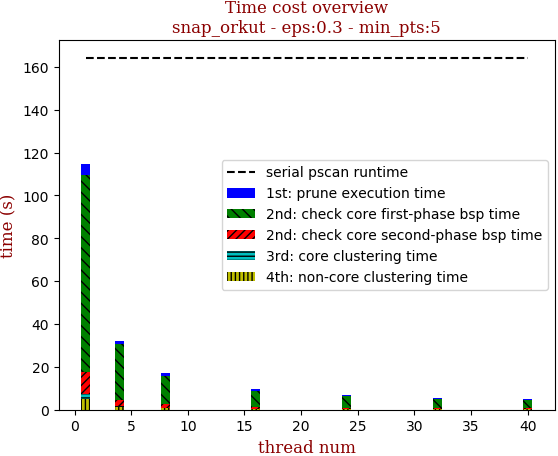 Time cost overview
snap_orkut - eps:0.3 - min_pts:5
time (s)
160
140
120
100
80
60
40
20
0
serial pscan runtime
1st: prune execution time
2nd: check core first-phase bsp time
2nd: check core second-phase bsp time
3rd: core clustering time
4th: non-core clustering time
0 5 10 15 20 25 30 35 40
thread num